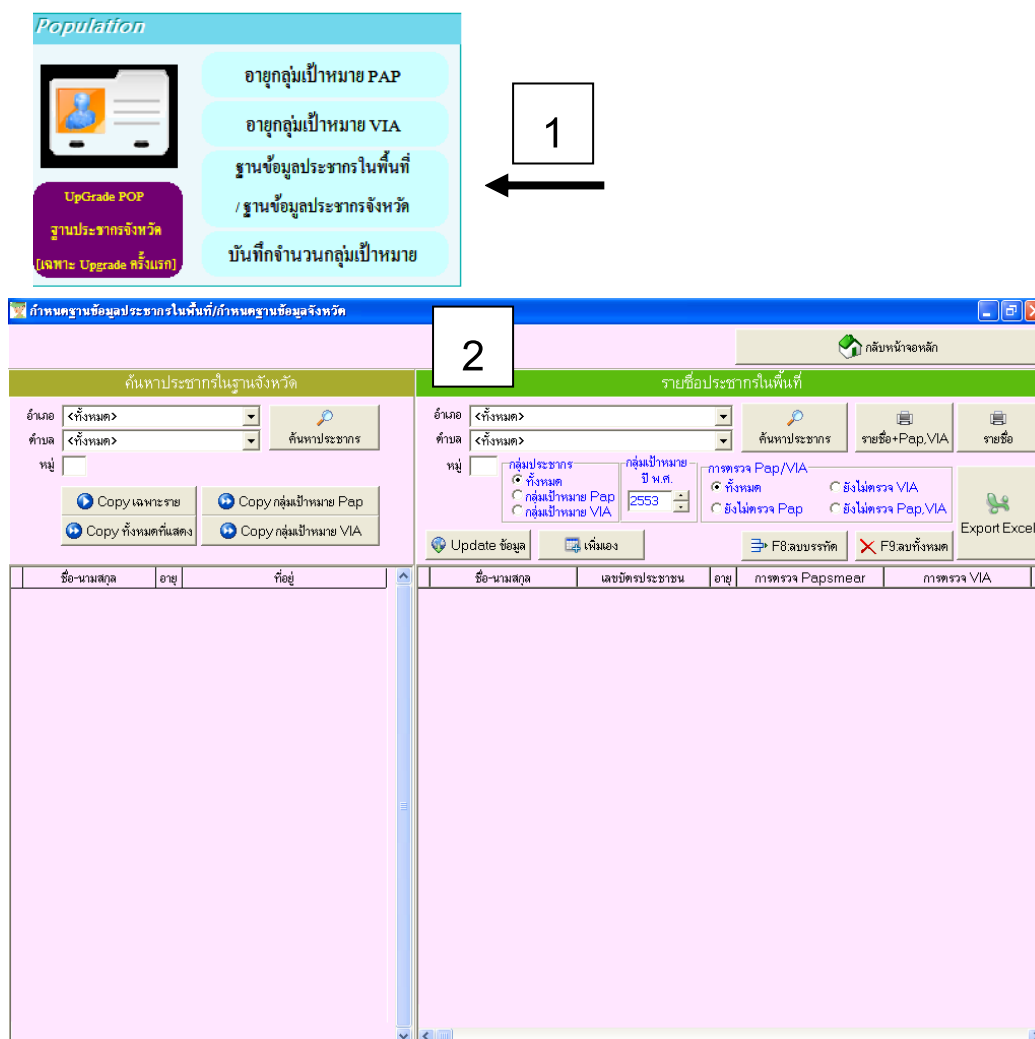 Population
อายุกลุ่มเป้าหมาย PAP
อายุกลุ่มเป้าหมาย VIA
ฐานข้อมูลประชากรในพื้นที่
/ ฐานข้อมูลประชากรจังหวัด
บันทึกจำนวนกลุ่มเป้าหมาย
UpGrade POP
ฐานประชากรจังหวัด
[เฉพาะ Upgrade ครั้งแรก]
1
กำหนดฐานข้อมูลประชากรในพื้นที่/กำหนดฐานข้อมูลจังหวัด
2
กลับหน้าจอหลัก
ค้นหาประชากรในฐานจังหวัด
อำเภอ <ทั้งหมด>
ตำบล <ทั้งหมด>
หมู่
ค้นหาประชากร
Copy เฉพาะราย
Copy กลุ่มเป้าหมาย Pap
Copy ทั้งหมดที่แสดง
Copy กลุ่มเป้าหมาย VIA
ชื่อ-นามสกุล อายุ ที่อยู่
รายชื่อประชากรในพื้นที่
อำเภอ <ทั้งหมด>
ตำบล <ทั้งหมด>
หมู่
ค้นหาประชากร
รายชื่อ+Pap,VIA
รายชื่อ
กลุ่มประชากร
ทั้งหมด
กลุ่มเป้าหมาย Pap
กลุ่มเป้าหมาย VIA
กลุ่มเป้าหมาย
ปี พ.ศ.
2553
การตรวจ Pap/VIA
ทั้งหมด
ยังไม่ตรวจ VIA
ยังไม่ตรวจ Pap
ยังไม่ตรวจ Pap,VIA
Export Excel
Update ข้อมูล
เพิ่มเอง
F8:ลบบรรทัด
F9:ลบทั้งหมด
ชื่อ-นามสกุล เลขบัตรประชาชน อายุ การตรวจ Papsmear การตรวจ VIA